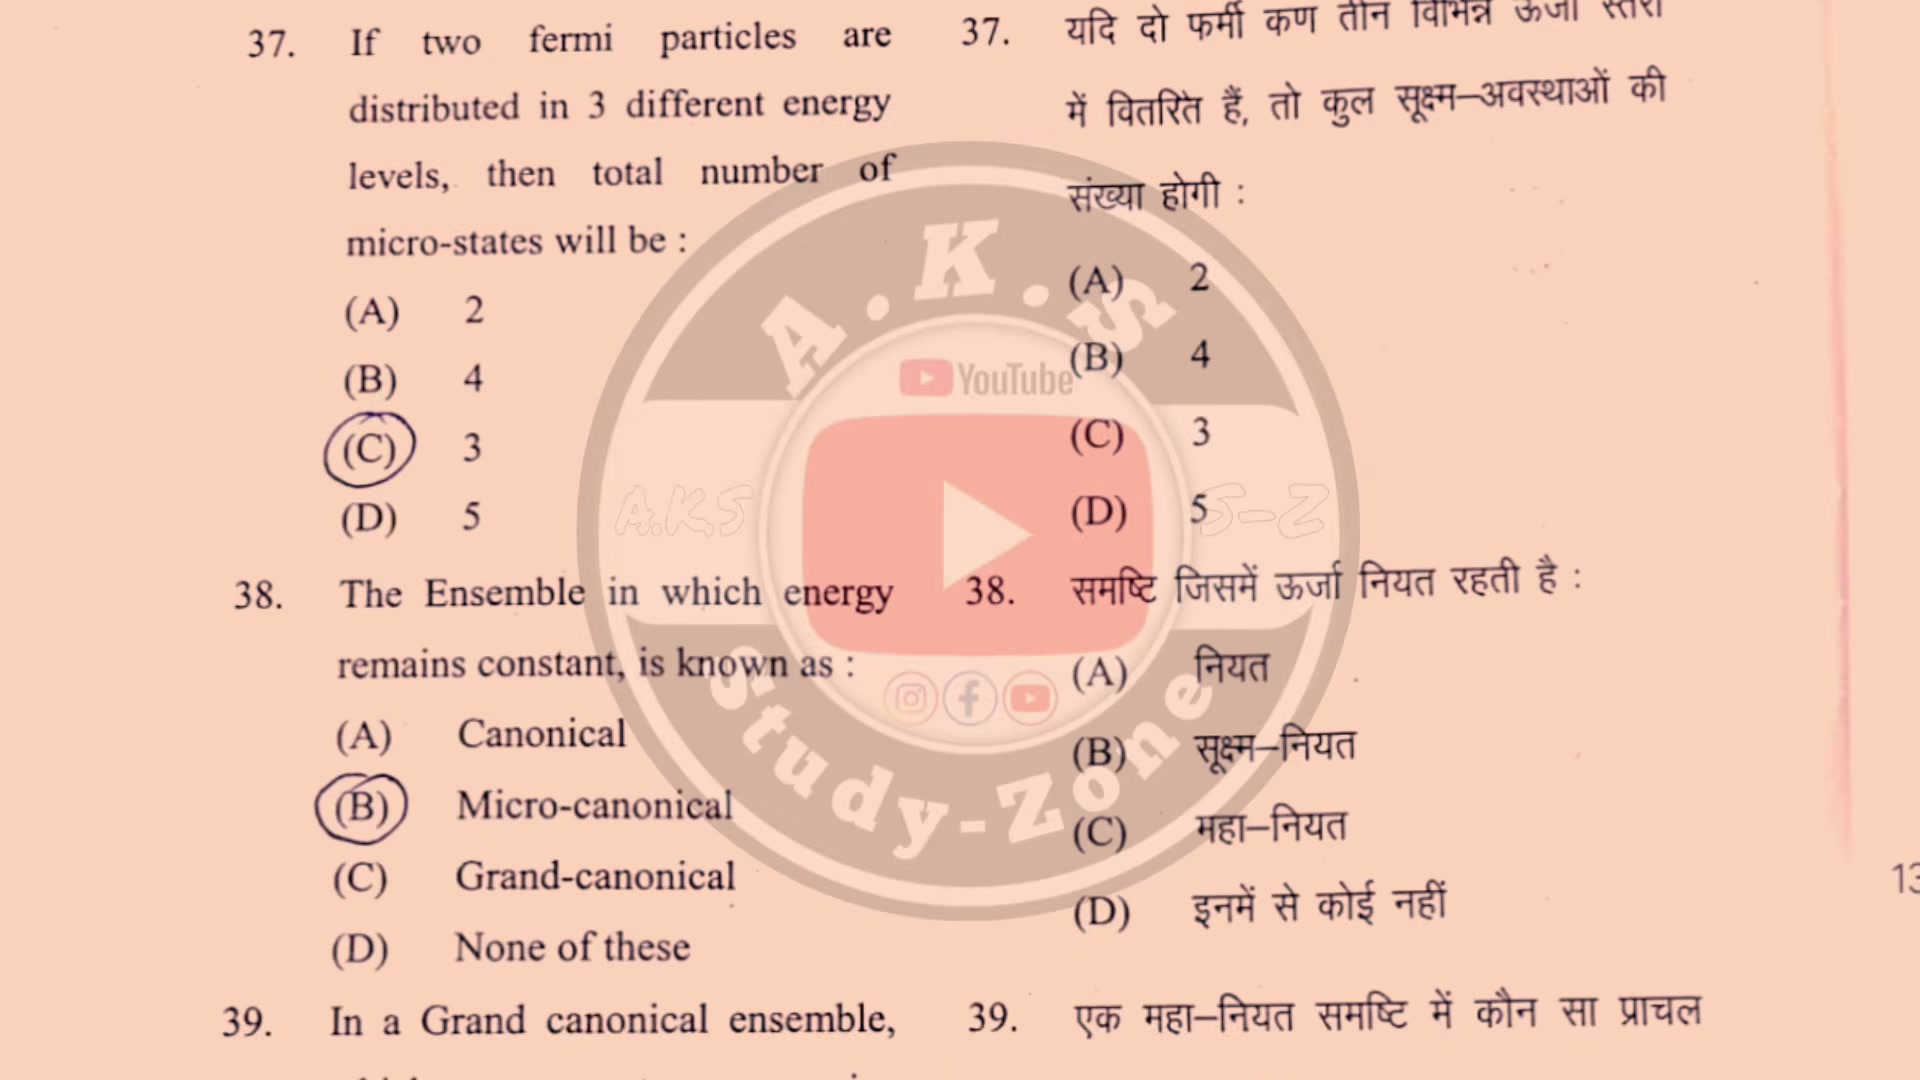 37. If two fermi particles are
distributed in 3 different energy
levels, then total number of
micro-states will be :
(A) 2
(B) 4
(C) 3
(D) 5
38. The Ensemble in which energy
remains constant, is known as :
(A) Canonical
(B) Micro-canonical
(C) Grand-canonical
(D) None of these
39. In a Grand canonical ensemble,
37. यदि दो फर्मी कण तीन विभिन्न ऊर्जा स्तरों
में वितरित हैं, तो कुल सूक्ष्म–अवस्थाओं की
संख्या होगी :
(A) 2
(B) 4
(C) 3
(D) 5
38. समष्टि जिसमें ऊर्जा नियत रहती है :
(A) नियत
(B) सूक्ष्म–नियत
(C) महा–नियत
(D) इनमें से कोई नहीं
39. एक महा–नियत समष्टि में कौन सा प्राचल
A.K.S
YouTube
A.K.S S-Z
Study-Zone
13